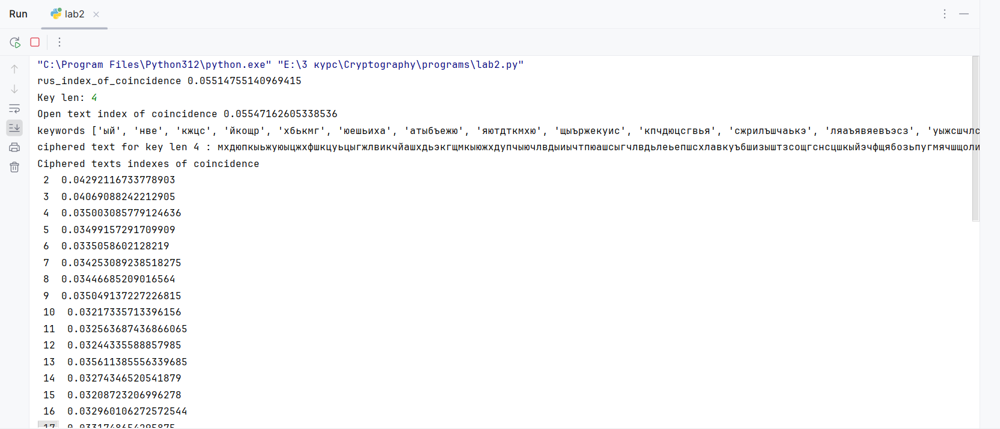 Run lab2
"C:\Program Files\Python312\python.exe" "E:\3 курс\Cryptography\programs\lab2.py"
rus_index_of_coincidence 0.05514755140969415
Key len: 4
Open text index of coincidence 0.05547162605338536
keywords ['ый', 'нве', 'кжцс', 'йкощр', 'хбькмг', 'юешьиха', 'атыбъежю', 'яютдткмхю', 'щыържекуис', 'кпчдюцсгвья', 'сжрилъшчаькэ', 'ляаъявяевъэсз', 'уыжсшчлс
ciphered text for key len 4 : мхдюпкыьжуюыцжхфшкцуьцыгжлвикчйашхдьэкгщмкыюжхдупчыючлвдыиычтпюашсыгчлвдьлеьепшсхлавкуъбшизыштзсощгснсцшкыйэчфщябозьпугмячшщоли
Ciphered texts indexes of coincidence
2 0.04292116733778903
3 0.04069088242212905
4 0.035003085779124636
5 0.03499157291709909
6 0.0335058602128219
7 0.034253089238518275
8 0.03446685209016564
9 0.035049137227226815
10 0.03217335713396156
11 0.032563687436866065
12 0.03244335588857985
13 0.035611385556339685
14 0.03274346520541879
15 0.03208723206996278
16 0.032960106272572544
17 0.0331748654295875